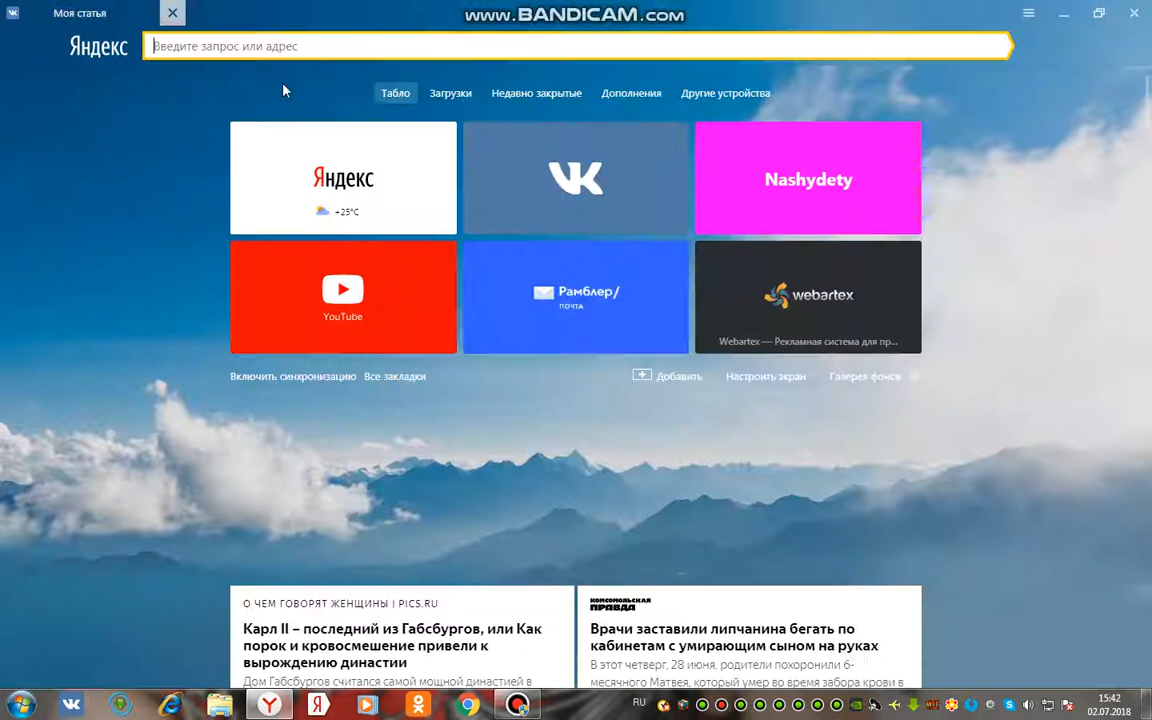 Моя статья
www.BANDICAM.com
Яндекс
Введите запрос или адрес
Табло
Загрузки
Недавно закрытые
Дополнения
Другие устройства
Яндекс
+25°C
Nashydety
YouTube
Рамблер/
ПОЧТА
webartex
Webartex — Рекламная система для пр...
Включить синхронизацию
Все закладки
Добавить
Настроить экран
Галерея фонов
О ЧЕМ ГОВОРЯТ ЖЕНЩИНЫ | PICS.RU
Карл II – последний из Габсбургов, или Как
порок и кровосмешение привели к
вырождению династии
Дом Габсбургов считался самой мощной династией в
КОМСОМОЛЬСКАЯ
ПРАВДА
Врачи заставили липчанина бегать по
кабинетам с умирающим сыном на руках
В этот четверг, 28 июня, родители похоронили 6-
месячного Матвея, который умер во время забора крови в
RU
15:42
02.07.2018